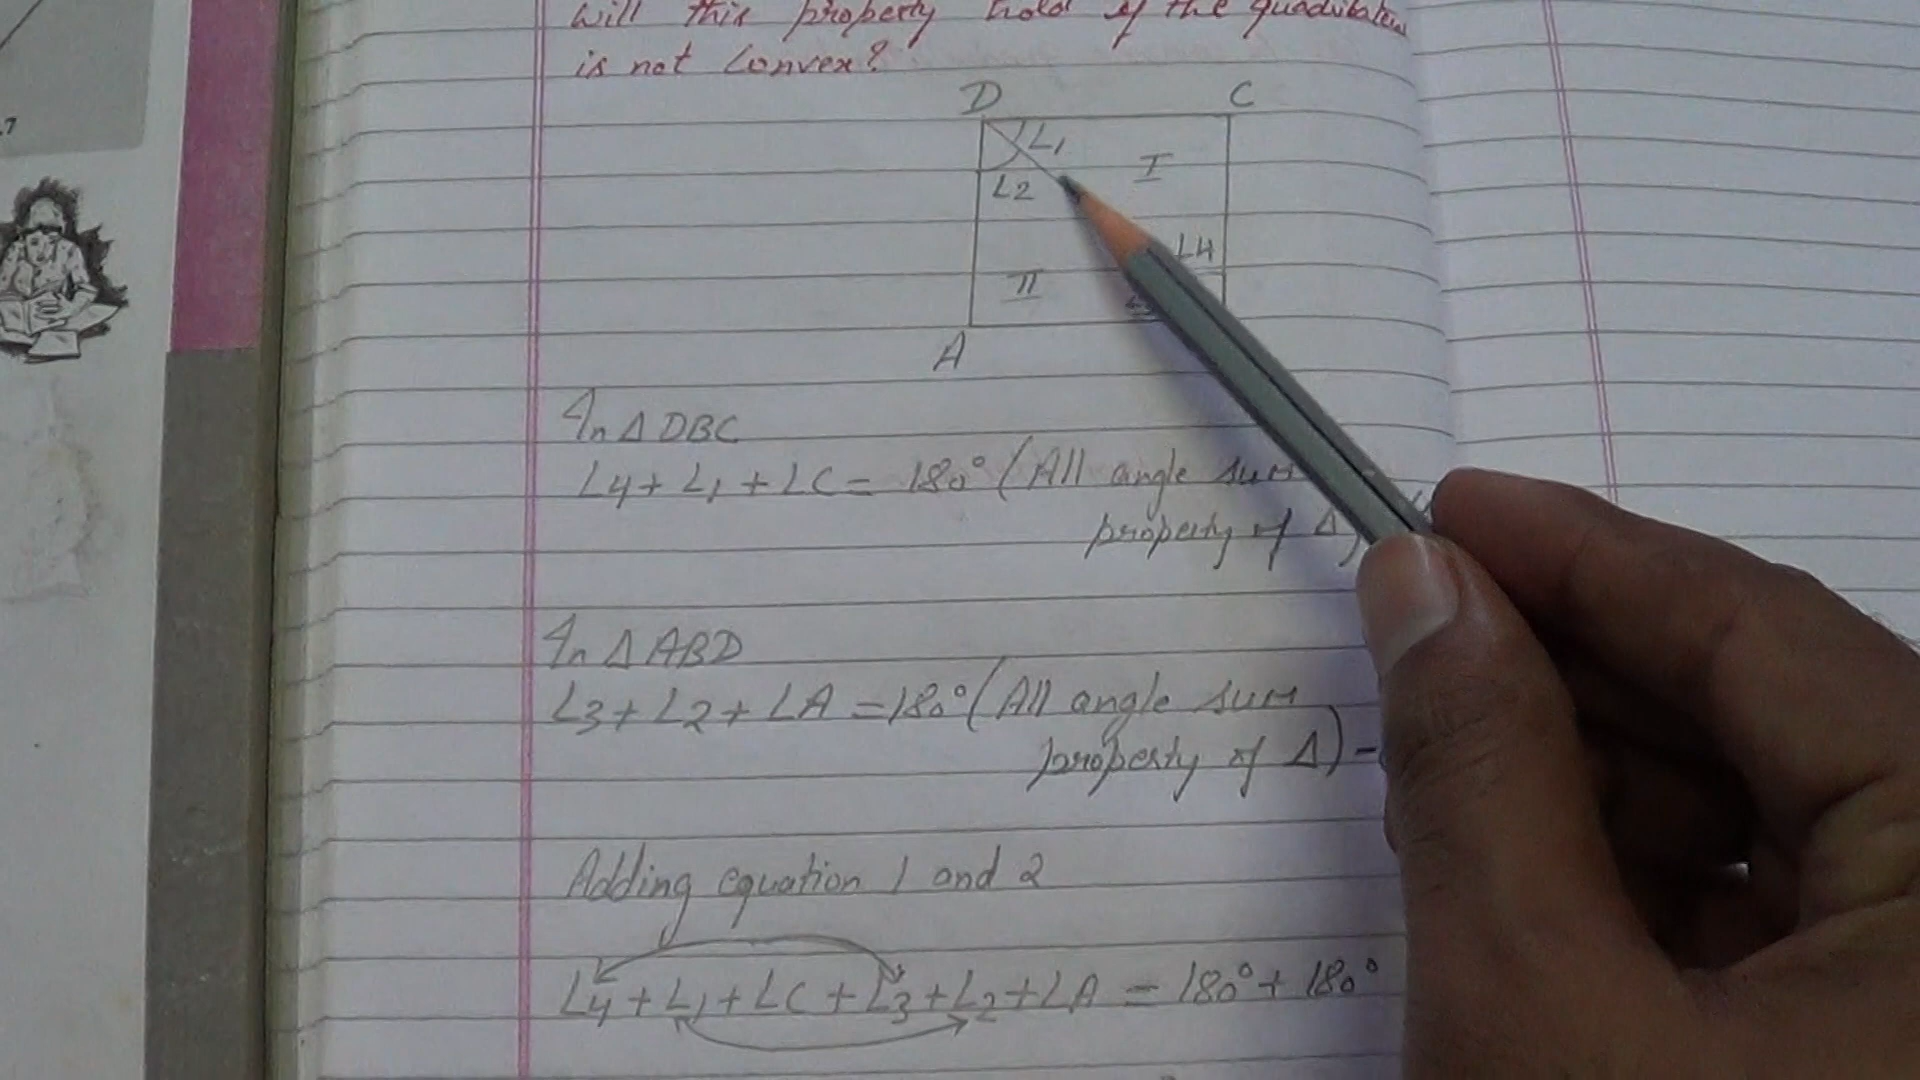 Will this property hold if the quadrilateral
is not convex?
.7
D C
∠1
I
∠2
∠4
II
A
In △ DBC
∠4 + ∠1 + ∠C = 180° (All angle sum
property of △)
In △ ABD
∠3 + ∠2 + ∠A = 180° (All angle sum
property of △) -
Adding equation 1 and 2
∠4 + ∠1 + ∠C + ∠3 + ∠2 + ∠A = 180° + 180°